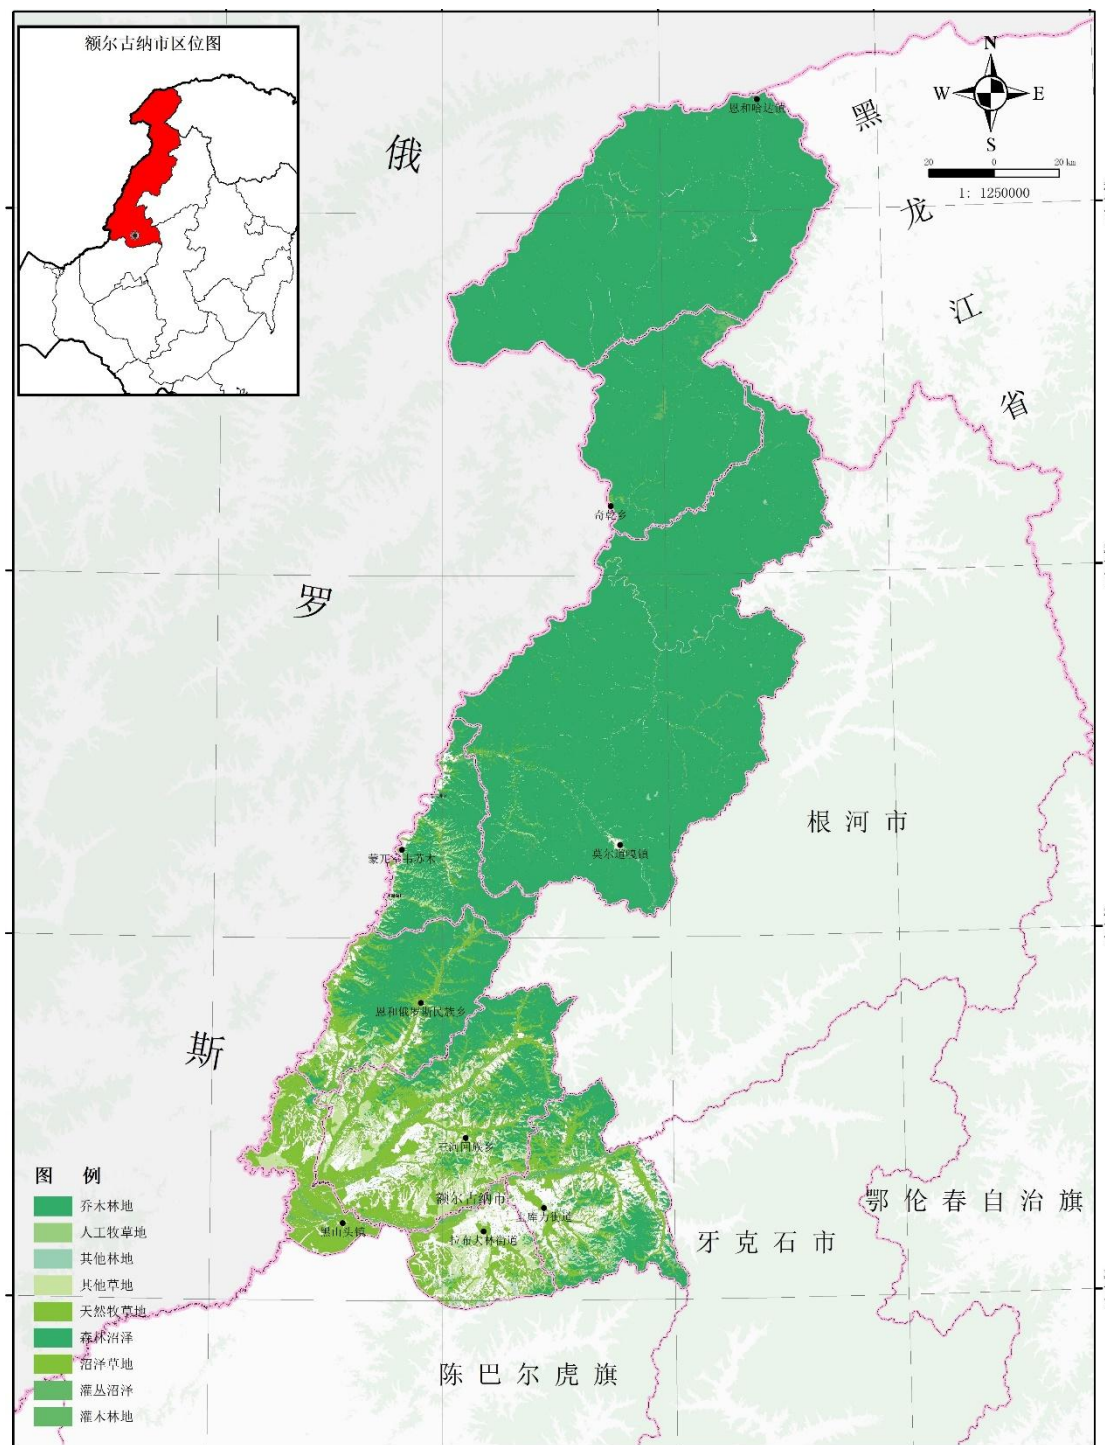 额尔古纳市区位图
N
W
E
S
20
0
20 km
1: 1250000
恩和哈达镇
俄
罗
斯
黑
龙
江
省
奇乾乡
根河市
莫尔道嘎镇
蒙兀室韦苏木
恩和俄罗斯民族乡
三河回族乡
额尔古纳市
上库力街道
黑山头镇
拉布大林街道
鄂伦春自治旗
牙克石市
陈巴尔虎旗
图 例
乔木林地
人工牧草地
其他林地
其他草地
天然牧草地
森林沼泽
沼泽草地
灌丛沼泽
灌木林地